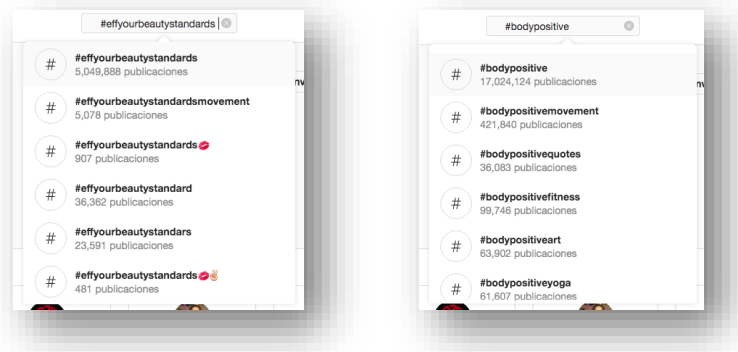 #effyourbeautystandards
#effyourbeautystandards
5,049,888 publicaciones
#effyourbeautystandardsmovement
5,078 publicaciones
#effyourbeautystandards💋
907 publicaciones
#effyourbeautystandard
36,362 publicaciones
#effyourbeautystandars
23,591 publicaciones
#effyourbeautystandards💋✌🏼
481 publicaciones
#bodypositive
#bodypositive
17,024,124 publicaciones
#bodypositivemovement
421,840 publicaciones
#bodypositivequotes
36,083 publicaciones
#bodypositivefitness
99,746 publicaciones
#bodypositiveart
63,902 publicaciones
#bodypositiveyoga
61,607 publicaciones